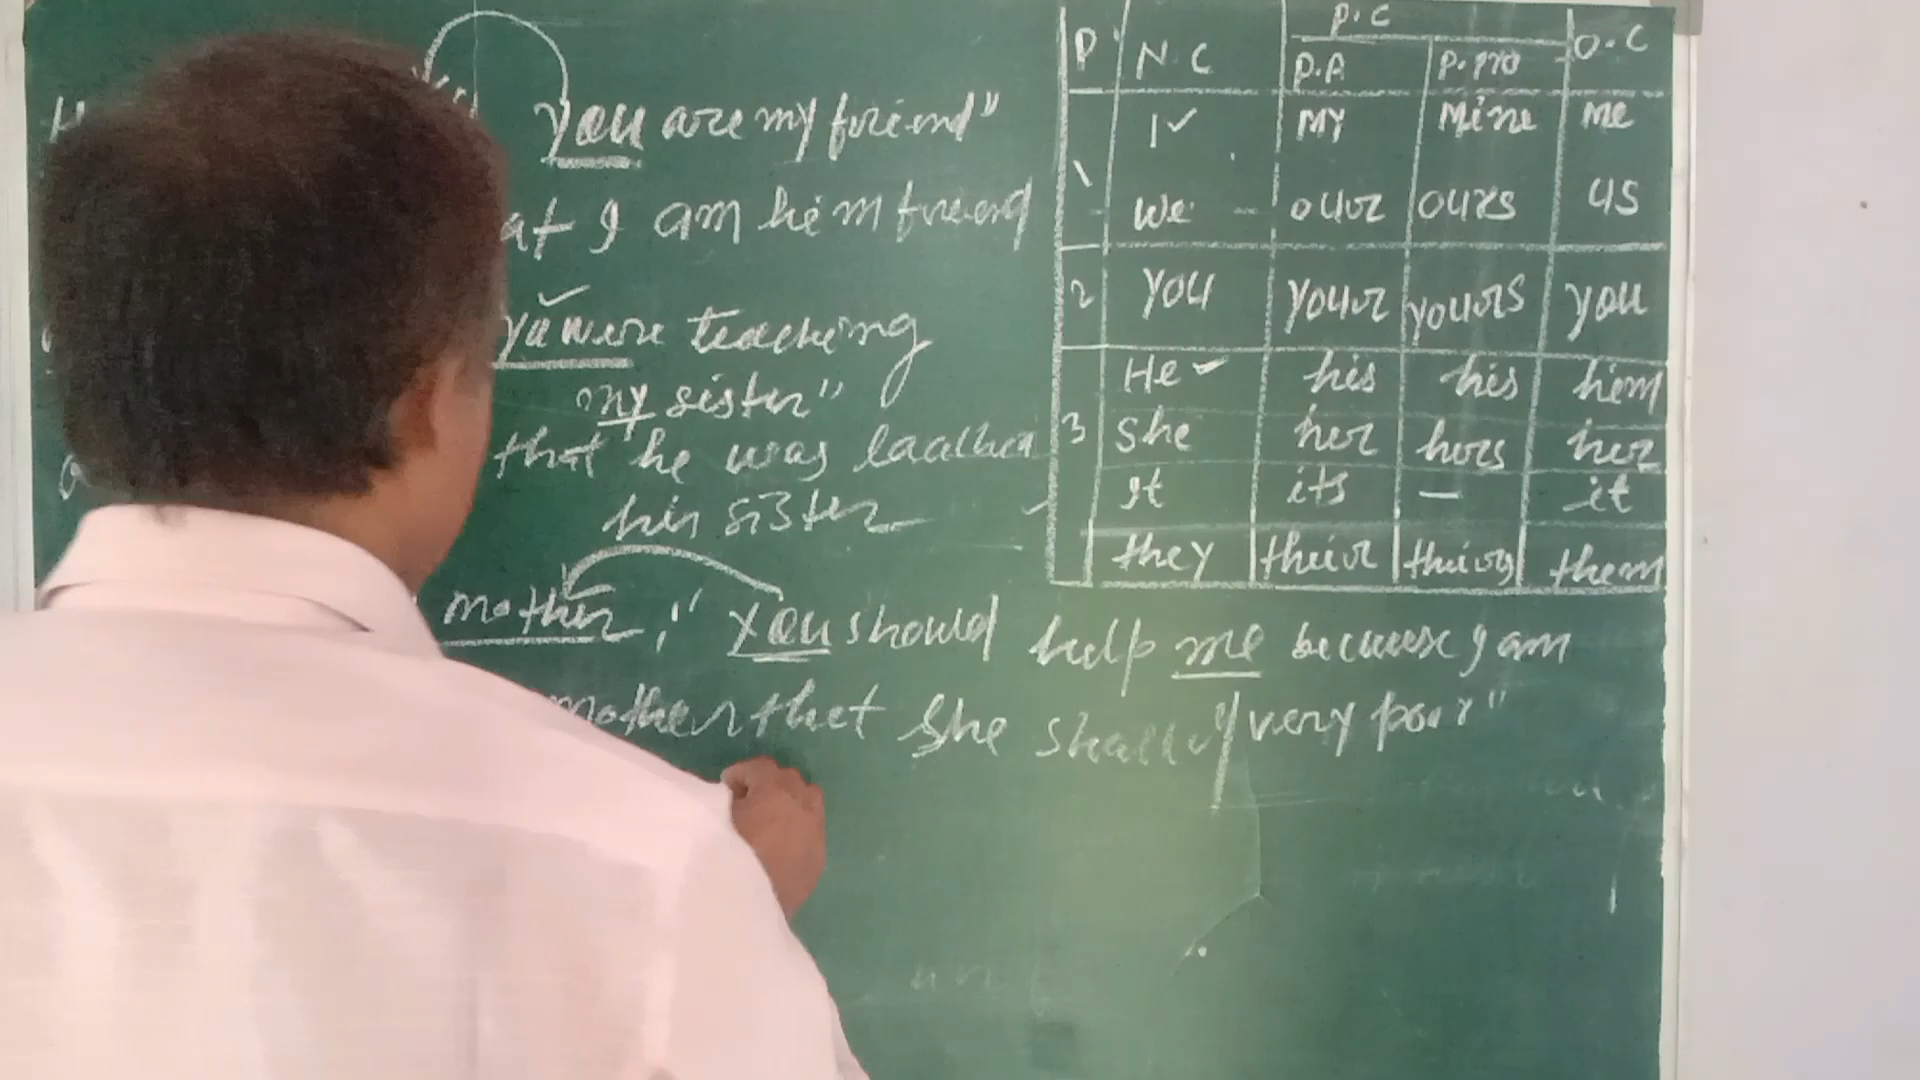 You are my friend"
at I am him friend
were teaching
my sister"
that he was
his sister
mother, " You should help me because I am
very poor"
mother that She shall
P N.C P.C O.C
P.A P.Pro
1 I ✓ MY Mine Me
we our ours us
2 You Your yours you
3 He ✓ his his him
She her hers her
It its — it
they their theirs them